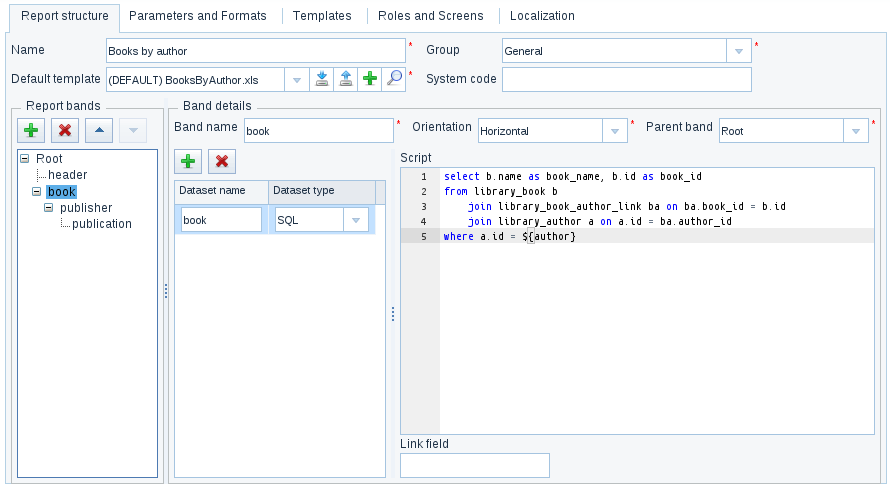 Report structure Parameters and Formats Templates Roles and Screens Localization
Name Books by author * Group General *
Default template (DEFAULT) BooksByAuthor.xls * System code
Report bands Band details
Band name book * Orientation Horizontal * Parent band Root *
Root
header
book
publisher
publication
Dataset name Dataset type
book SQL
Script
1 select b.name as book_name, b.id as book_id
2 from library_book b
3 join library_book_author_link ba on ba.book_id = b.id
4 join library_author a on a.id = ba.author_id
5 where a.id = ${author}
Link field